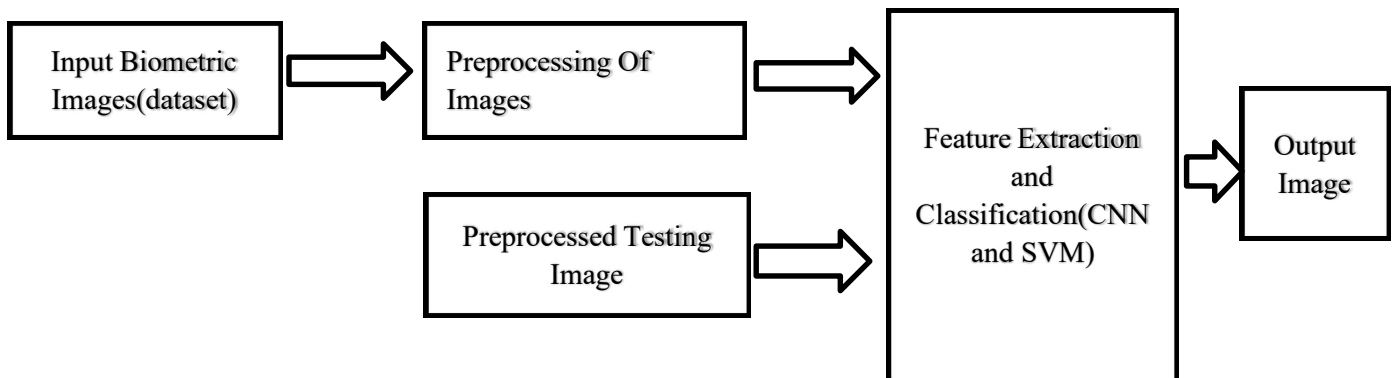 Input Biometric
Images(dataset)
Preprocessing Of
Images
Preprocessed Testing
Image
Feature Extraction
and
Classification(CNN
and SVM)
Output
Image